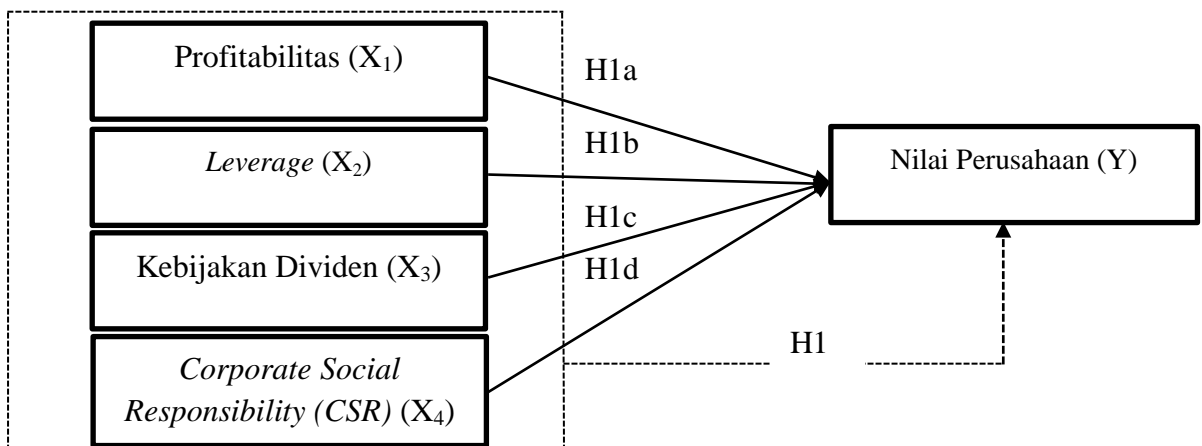 Profitabilitas (X₁)
H1a
Leverage (X₂)
H1b
Nilai Perusahaan (Y)
Kebijakan Dividen (X₃)
H1c
H1d
Corporate Social
Responsibility (CSR) (X₄)
H1